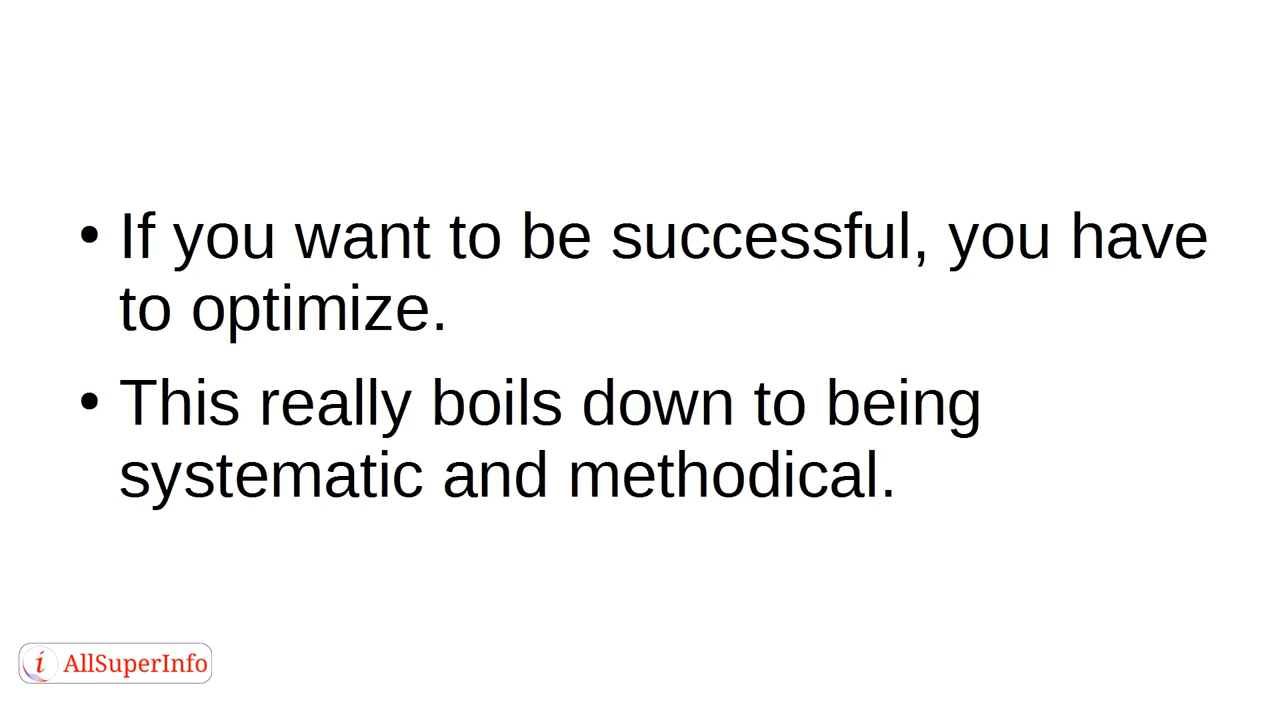 • If you want to be successful, you have
to optimize.
• This really boils down to being
systematic and methodical.
i AllSuperInfo